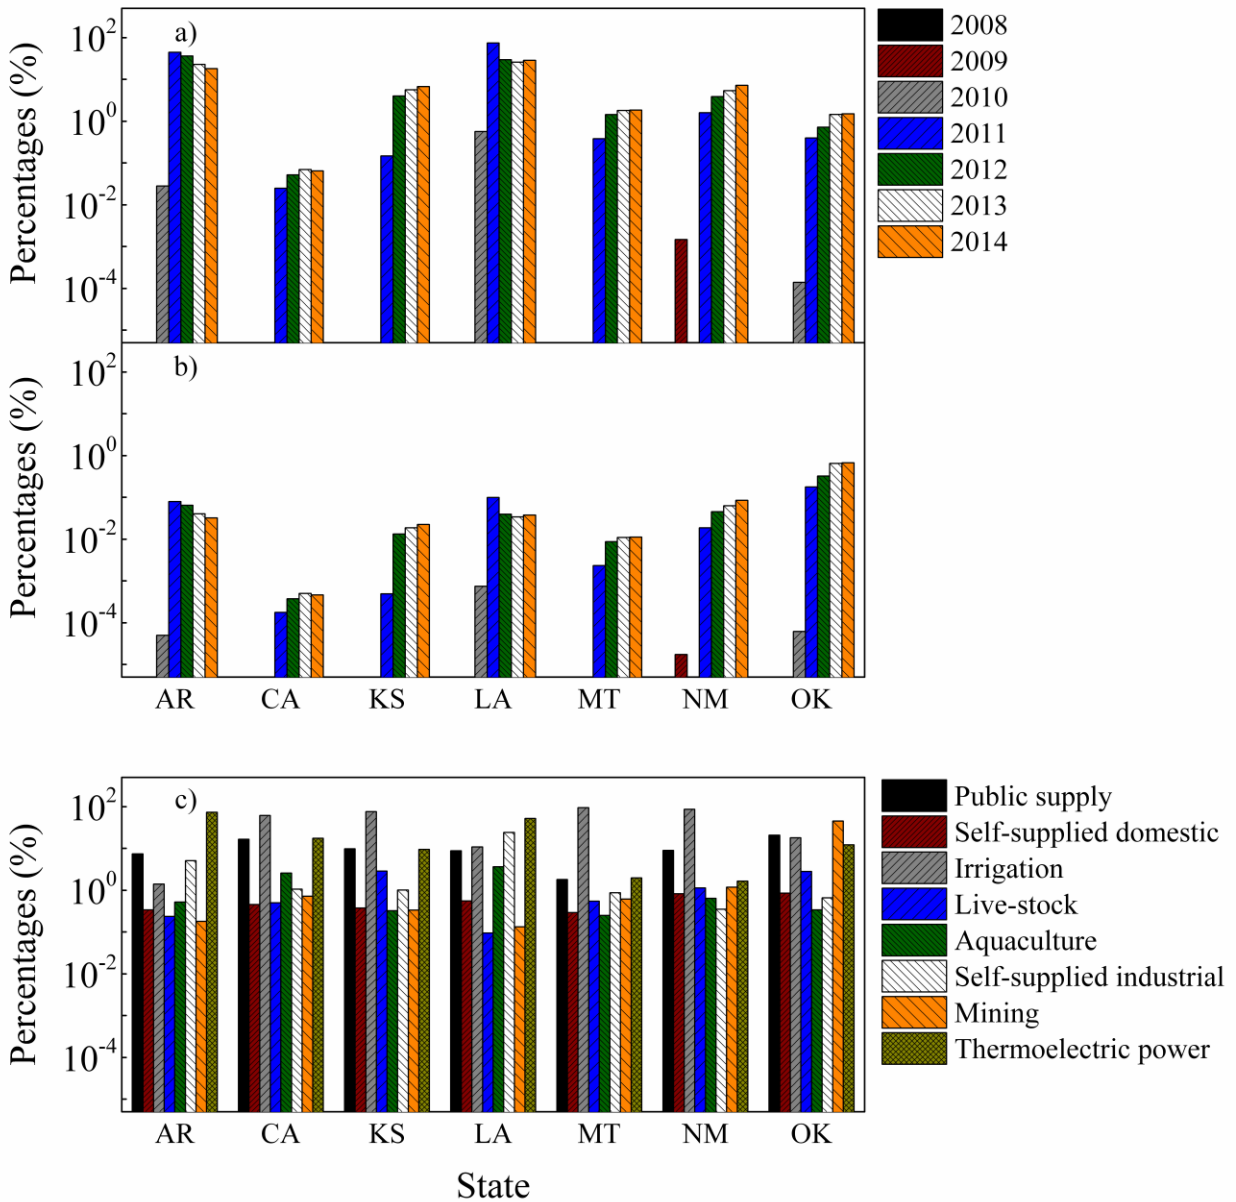 a)
Percentages (%)
10^2
10^0
10^-2
10^-4
2008
2009
2010
2011
2012
2013
2014
b)
Percentages (%)
10^2
10^0
10^-2
10^-4
AR CA KS LA MT NM OK
c)
Percentages (%)
10^2
10^0
10^-2
10^-4
Public supply
Self-supplied domestic
Irrigation
Live-stock
Aquaculture
Self-supplied industrial
Mining
Thermoelectric power
AR CA KS LA MT NM OK
State